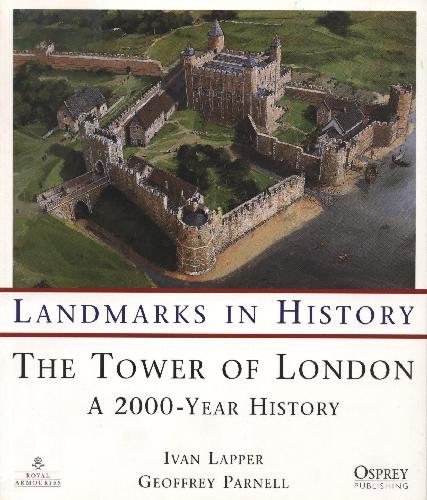 LANDMARKS IN HISTORY
THE TOWER OF LONDON
A 2000-YEAR HISTORY
IVAN LAPPER
GEOFFREY PARNELL
ROYAL
ARMOURIES
OSPREY
PUBLISHING